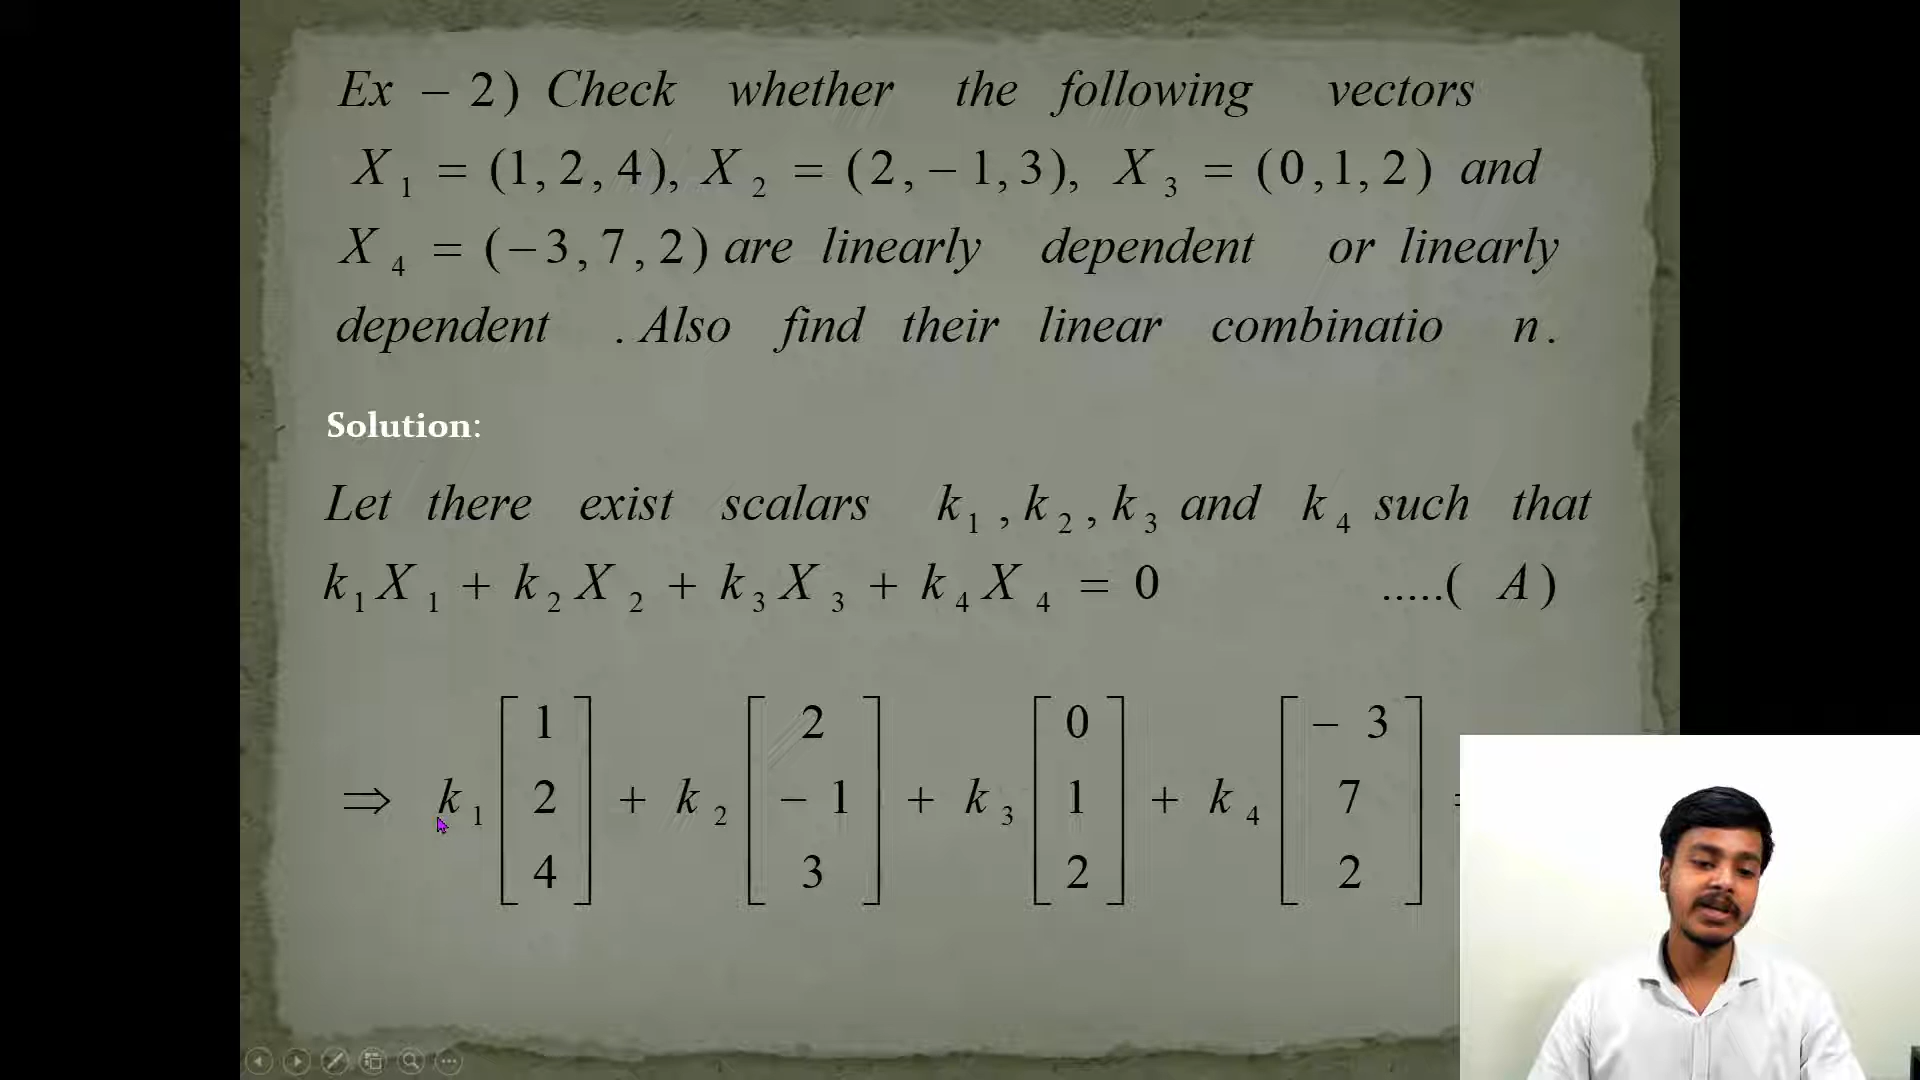 Ex – 2) Check whether the following vectors
X₁ = (1, 2, 4), X₂ = (2, – 1, 3), X₃ = (0, 1, 2) and
X₄ = (– 3, 7, 2) are linearly dependent or linearly
dependent . Also find their linear combinatio n.
Solution:
Let there exist scalars k₁, k₂, k₃ and k₄ such that
k₁X₁ + k₂X₂ + k₃X₃ + k₄X₄ = 0 .....( A )
⇒ k₁ [1 2 4] + k₂ [2 – 1 3] + k₃ [0 1 2] + k₄ [– 3 7 2]